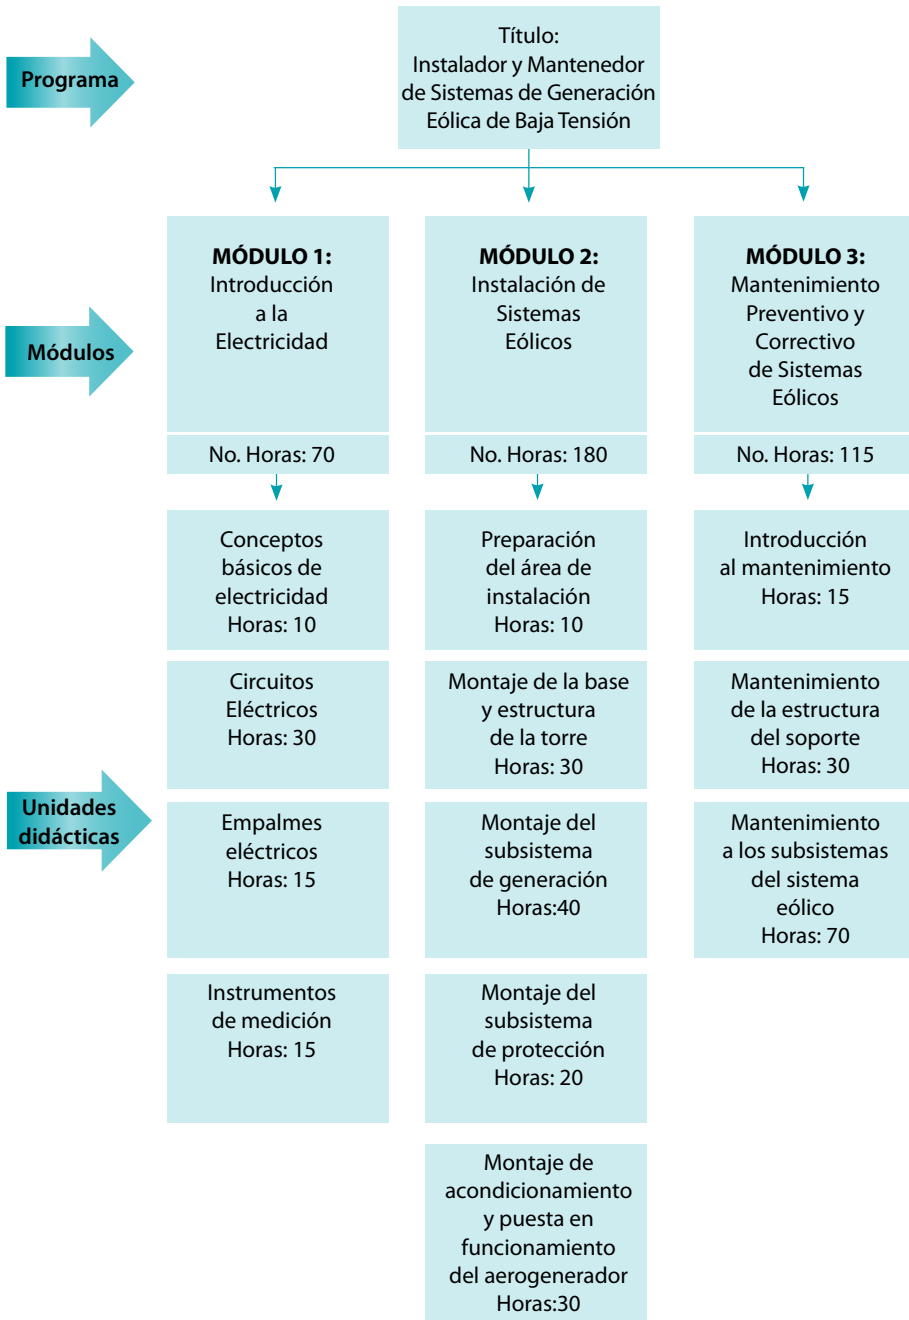 Programa
Título:
Instalador y Mantenedor
de Sistemas de Generación
Eólica de Baja Tensión
Módulos
MÓDULO 1:
Introducción
a la
Electricidad
No. Horas: 70
MÓDULO 2:
Instalación de
Sistemas
Eólicos
No. Horas: 180
MÓDULO 3:
Mantenimiento
Preventivo y
Correctivo
de Sistemas
Eólicos
No. Horas: 115
Unidades
didácticas
Conceptos
básicos de
electricidad
Horas: 10
Circuitos
Eléctricos
Horas: 30
Empalmes
eléctricos
Horas: 15
Instrumentos
de medición
Horas: 15
Preparación
del área de
instalación
Horas: 10
Montaje de la base
y estructura
de la torre
Horas: 30
Montaje del
subsistema
de generación
Horas:40
Montaje del
subsistema
de protección
Horas: 20
Montaje de
acondicionamiento
y puesta en
funcionamiento
del aerogenerador
Horas:30
Introducción
al mantenimiento
Horas: 15
Mantenimiento
de la estructura
del soporte
Horas: 30
Mantenimiento
a los subsistemas
del sistema
eólico
Horas: 70